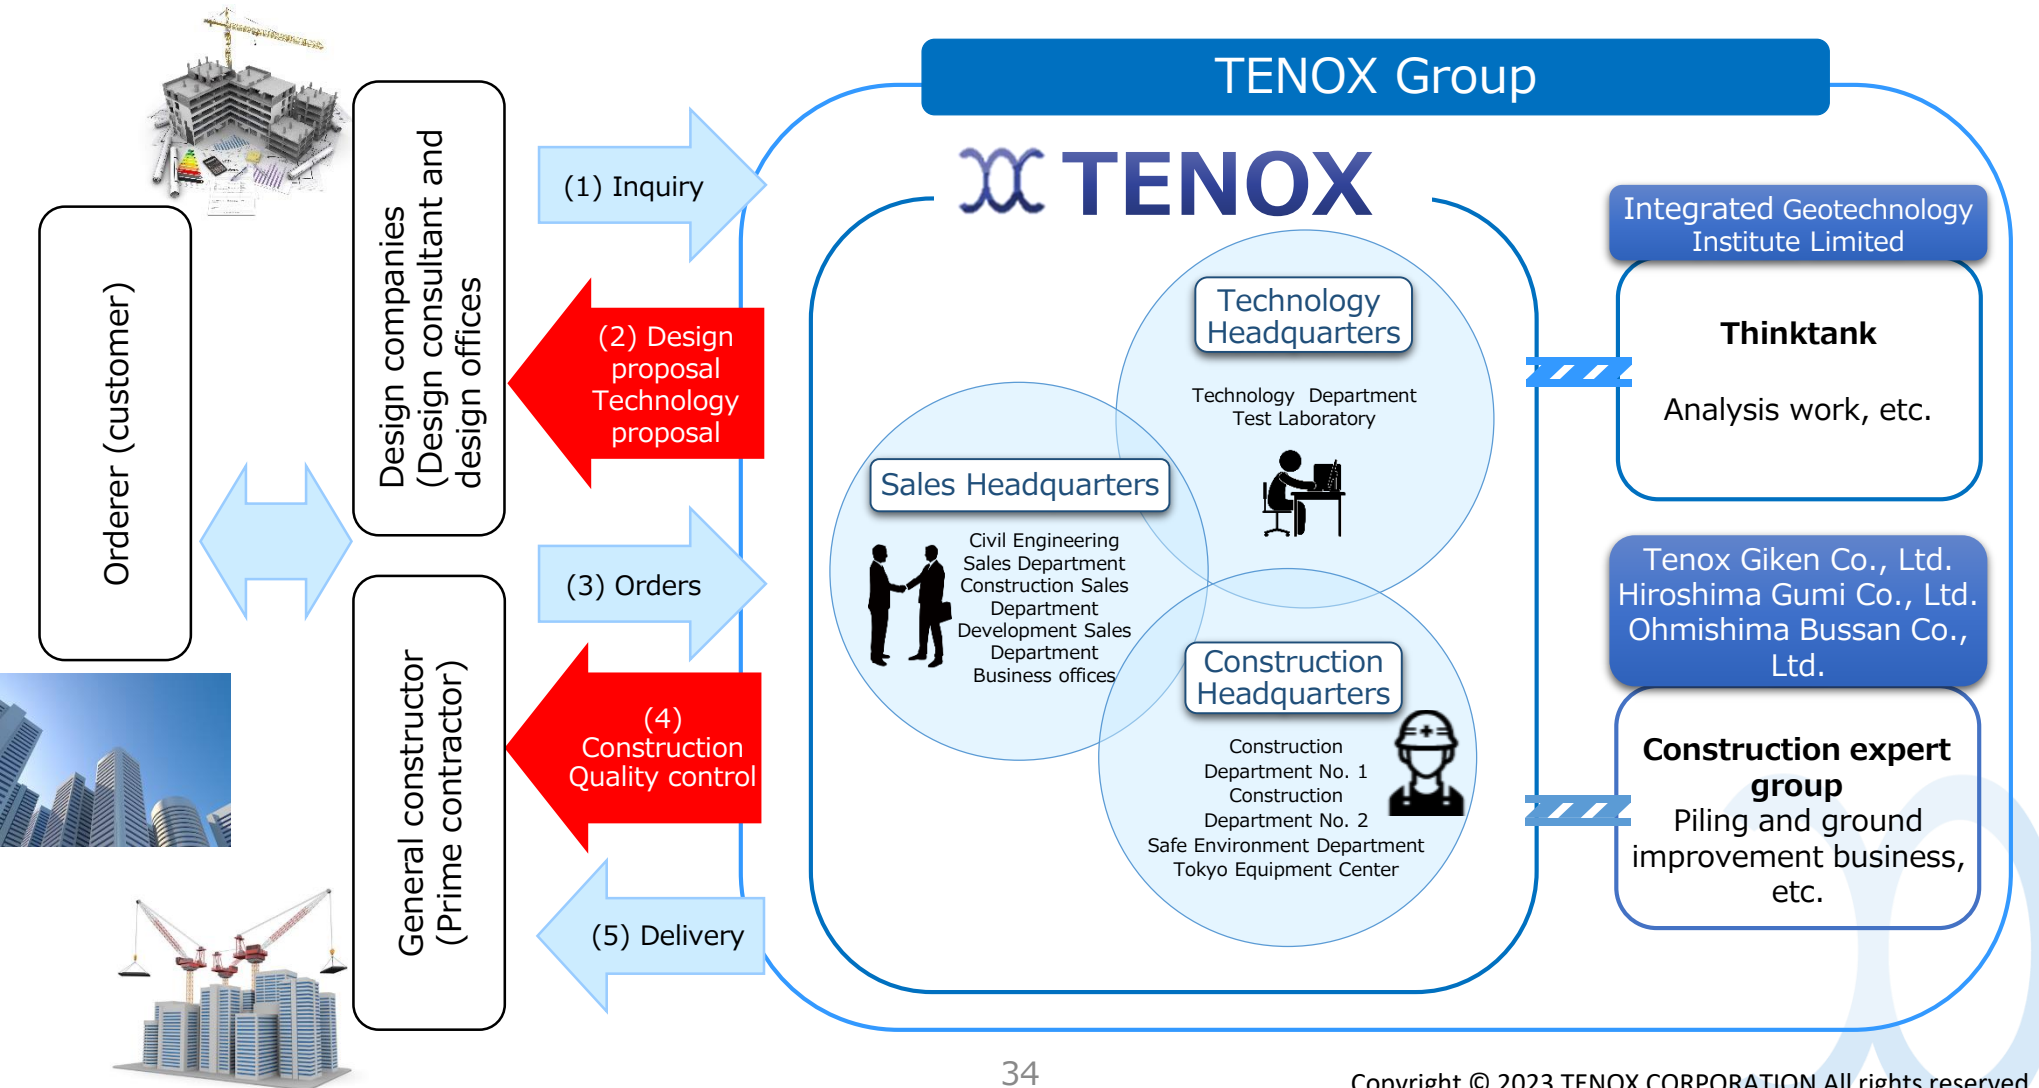 TENOX Group
TENOX
Orderer (customer)
Design companies
(Design consultant and
design offices
General constructor
(Prime contractor)
(1) Inquiry
(2) Design
proposal
Technology
proposal
(3) Orders
(4)
Construction
Quality control
(5) Delivery
Technology
Headquarters
Technology Department
Test Laboratory
Sales Headquarters
Civil Engineering
Sales Department
Construction Sales
Department
Development Sales
Department
Business offices
Construction
Headquarters
Construction
Department No. 1
Construction
Department No. 2
Safe Environment Department
Tokyo Equipment Center
Integrated Geotechnology
Institute Limited
Thinktank
Analysis work, etc.
Tenox Giken Co., Ltd.
Hiroshima Gumi Co., Ltd.
Ohmishima Bussan Co.,
Ltd.
Construction expert
group
Piling and ground
improvement business,
etc.
34
Copyright © 2023 TENOX CORPORATION All rights reserved